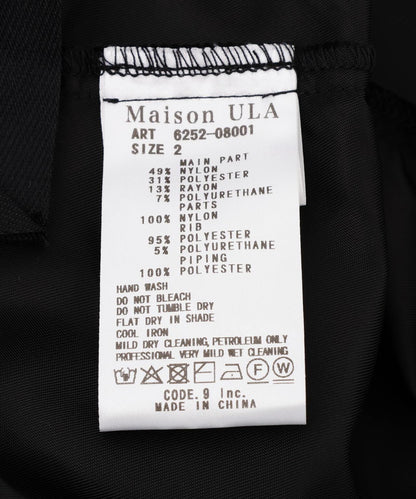 Maison ULA
ART 6252-08001
SIZE 2
MAIN PART
49% NYLON
31% POLYESTER
13% RAYON
7% POLYURETHANE
PARTS
100% NYLON
RIB
95% POLYESTER
5% POLYURETHANE
PIPING
100% POLYESTER
HAND WASH
DO NOT BLEACH
DO NOT TUMBLE DRY
FLAT DRY IN SHADE
COOL IRON
MILD DRY CLEANING, PETROLEUM ONLY
PROFESSIONAL VERY MILD WET CLEANING
F W
CODE.9 Inc.
MADE IN CHINA